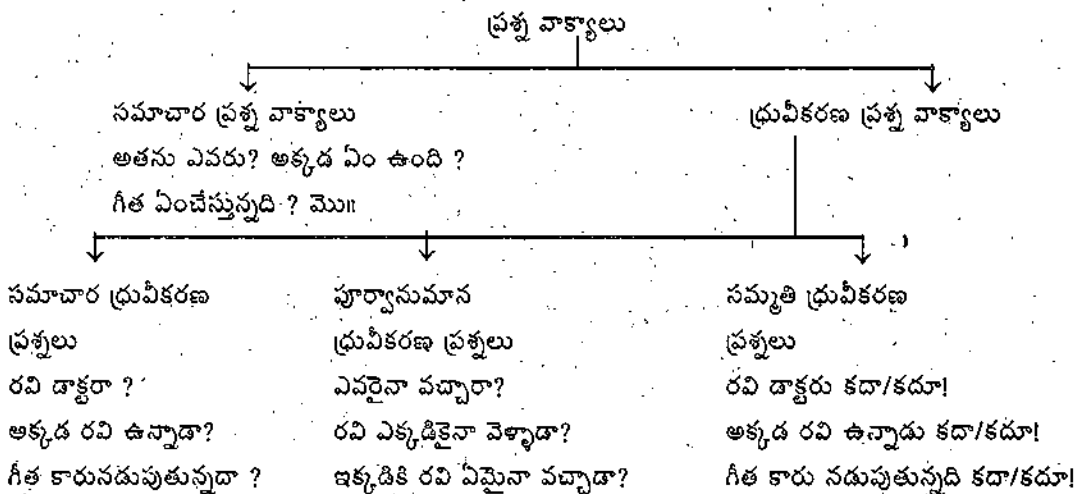 ప్రశ్న వాక్యాలు
సమాచార ప్రశ్న వాక్యాలు
అతను ఎవరు? అక్కడ ఏం ఉంది ?
గీత ఏంచేస్తున్నది ? మొ॥
ధ్రువీకరణ ప్రశ్న వాక్యాలు
సమాచార ధ్రువీకరణ
ప్రశ్నలు
రవి డాక్టరా ?
అక్కడ రవి ఉన్నాడా?
గీత కారునడుపుతున్నదా ?
పూర్వానుమాన
ధ్రువీకరణ ప్రశ్నలు
ఎవరైనా వచ్చారా?
రవి ఎక్కడికైనా వెళ్ళాడా?
ఇక్కడికి రవి ఏమైనా వచ్చాడా?
సమ్మతి ధ్రువీకరణ
ప్రశ్నలు
రవి డాక్టరు కదా/కదూ!
అక్కడ రవి ఉన్నాడు కదా/కదూ!
గీత కారు నడుపుతున్నది కదా/కదూ!